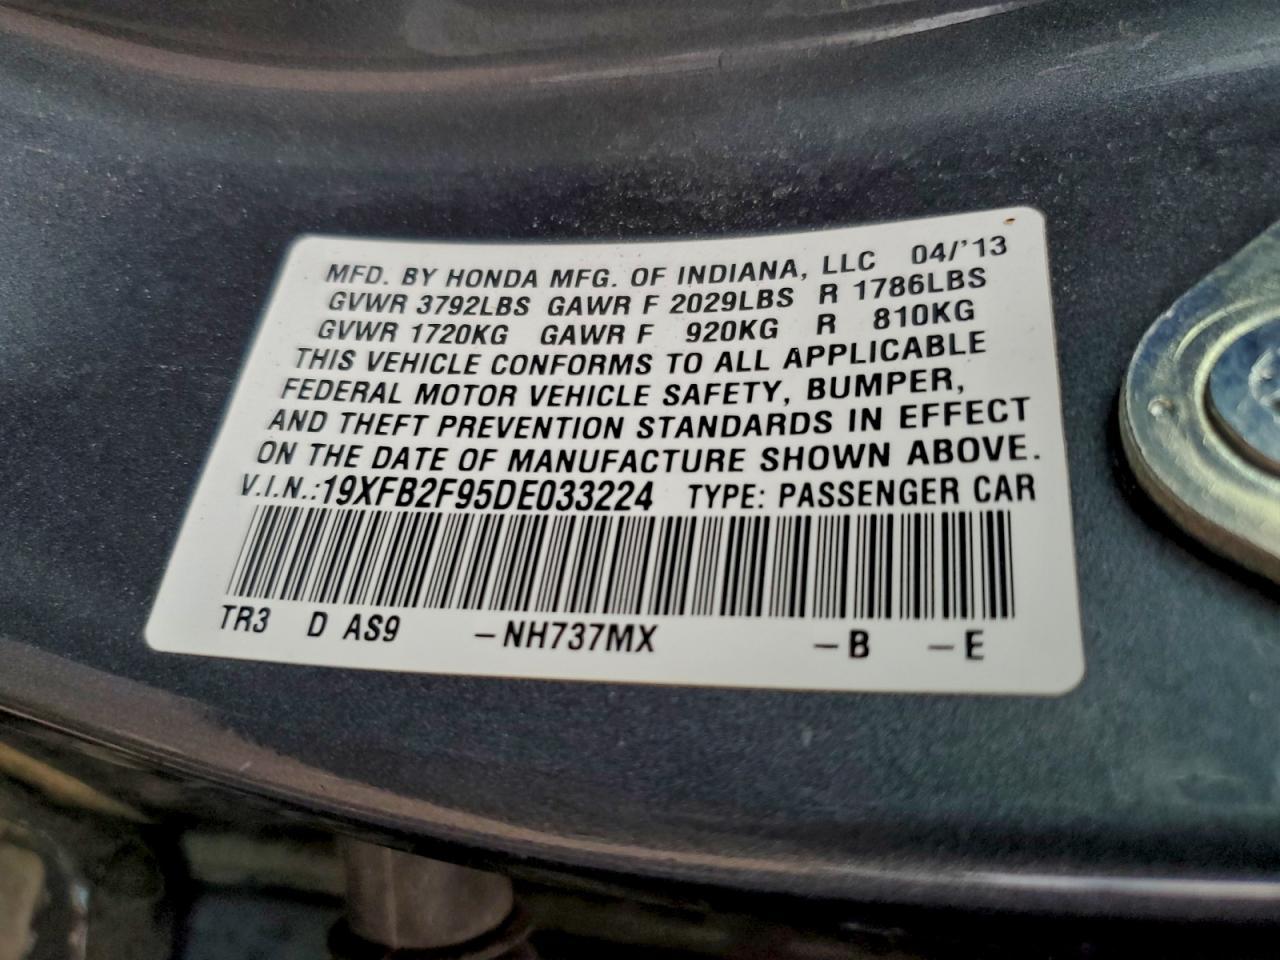 MFD. BY HONDA MFG. OF INDIANA, LLC 04/'13
GVWR 3792LBS GAWR F 2029LBS R 1786LBS
GVWR 1720KG GAWR F 920KG R 810KG
THIS VEHICLE CONFORMS TO ALL APPLICABLE
FEDERAL MOTOR VEHICLE SAFETY, BUMPER,
AND THEFT PREVENTION STANDARDS IN EFFECT
ON THE DATE OF MANUFACTURE SHOWN ABOVE.
V.I.N.:19XFB2F95DE033224 TYPE: PASSENGER CAR
TR3 D AS9 -NH737MX -B -E